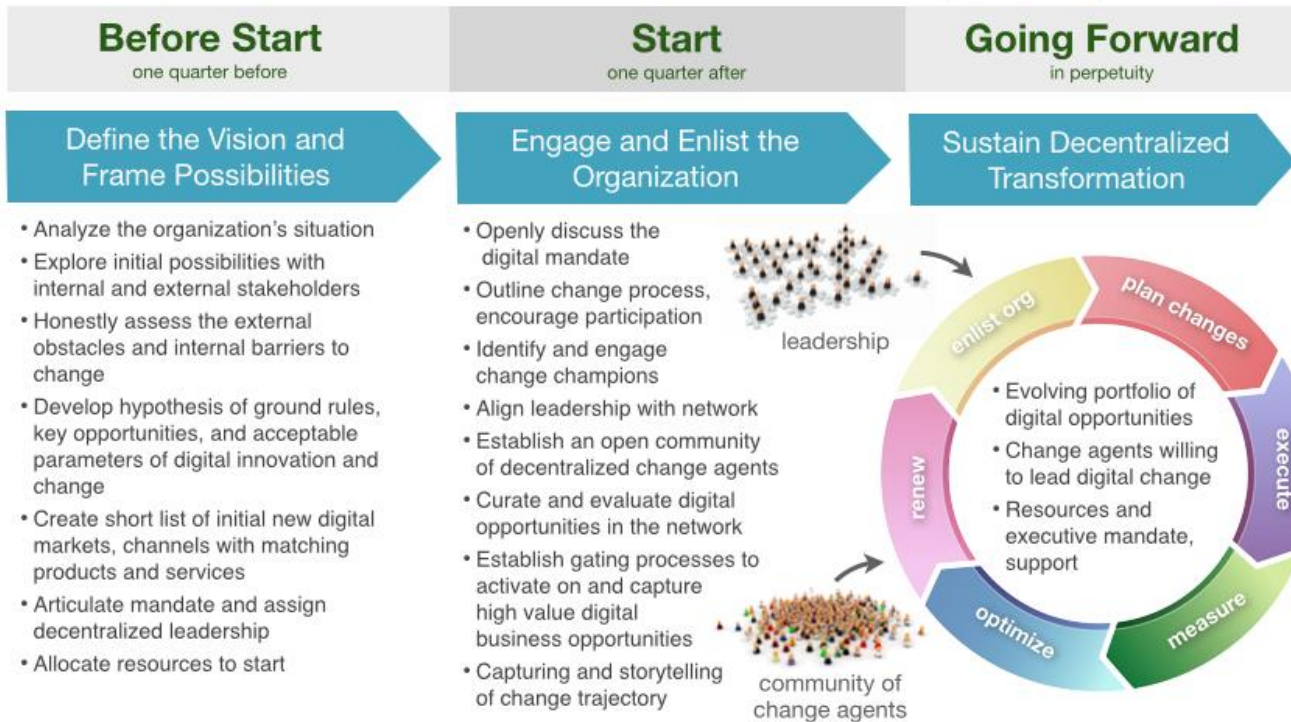 Before Start
one quarter before
Start
one quarter after
Going Forward
in perpetuity
Define the Vision and
Frame Possibilities
Engage and Enlist the
Organization
Sustain Decentralized
Transformation
• Analyze the organization's situation
• Explore initial possibilities with
internal and external stakeholders
• Honestly assess the external
obstacles and internal barriers to
change
• Develop hypothesis of ground rules,
key opportunities, and acceptable
parameters of digital innovation and
change
• Create short list of initial new digital
markets, channels with matching
products and services
• Articulate mandate and assign
decentralized leadership
• Allocate resources to start
• Openly discuss the
digital mandate
• Outline change process,
encourage participation
• Identify and engage
change champions
• Align leadership with network
• Establish an open community
of decentralized change agents
• Curate and evaluate digital
opportunities in the network
• Establish gating processes to
activate on and capture
high value digital
business opportunities
• Capturing and storytelling
of change trajectory
leadership
community of
change agents
enlist org
plan changes
execute
measure
optimize
renew
• Evolving portfolio of
digital opportunities
• Change agents willing
to lead digital change
• Resources and
executive mandate,
support